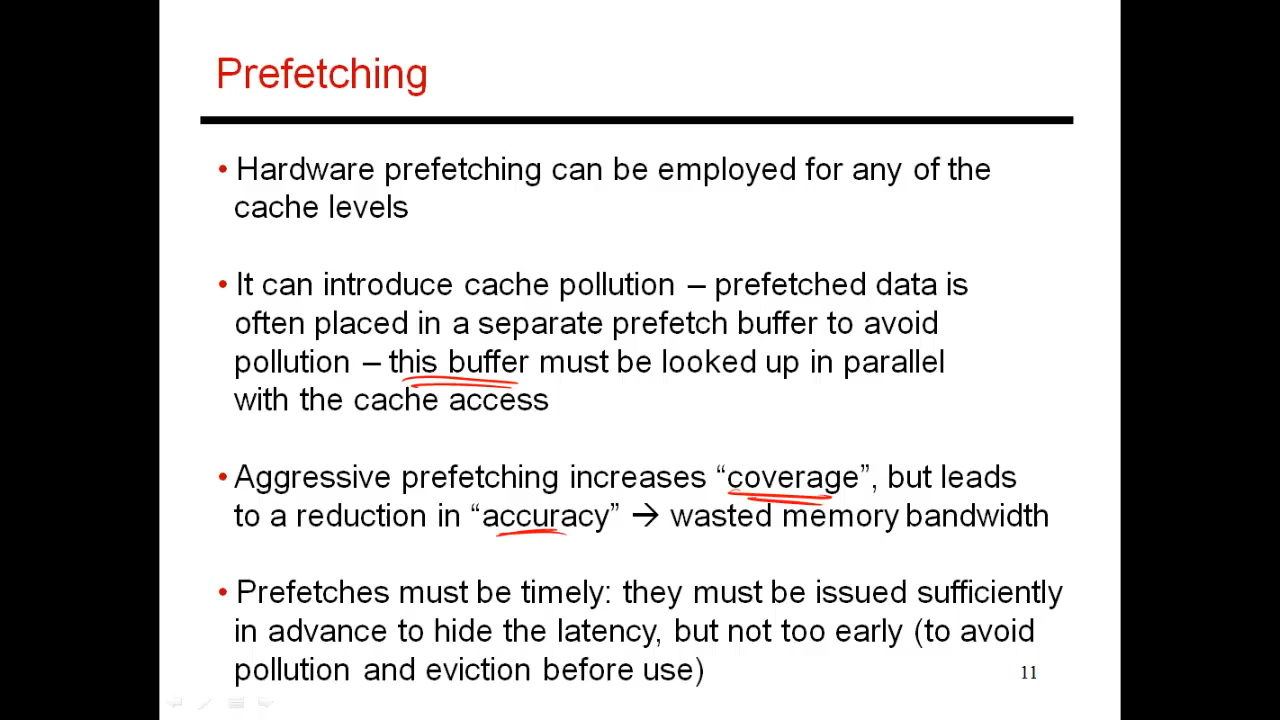 Prefetching
• Hardware prefetching can be employed for any of the
cache levels
• It can introduce cache pollution – prefetched data is
often placed in a separate prefetch buffer to avoid
pollution – this buffer must be looked up in parallel
with the cache access
• Aggressive prefetching increases “coverage”, but leads
to a reduction in “accuracy” → wasted memory bandwidth
• Prefetches must be timely: they must be issued sufficiently
in advance to hide the latency, but not too early (to avoid
pollution and eviction before use)
11